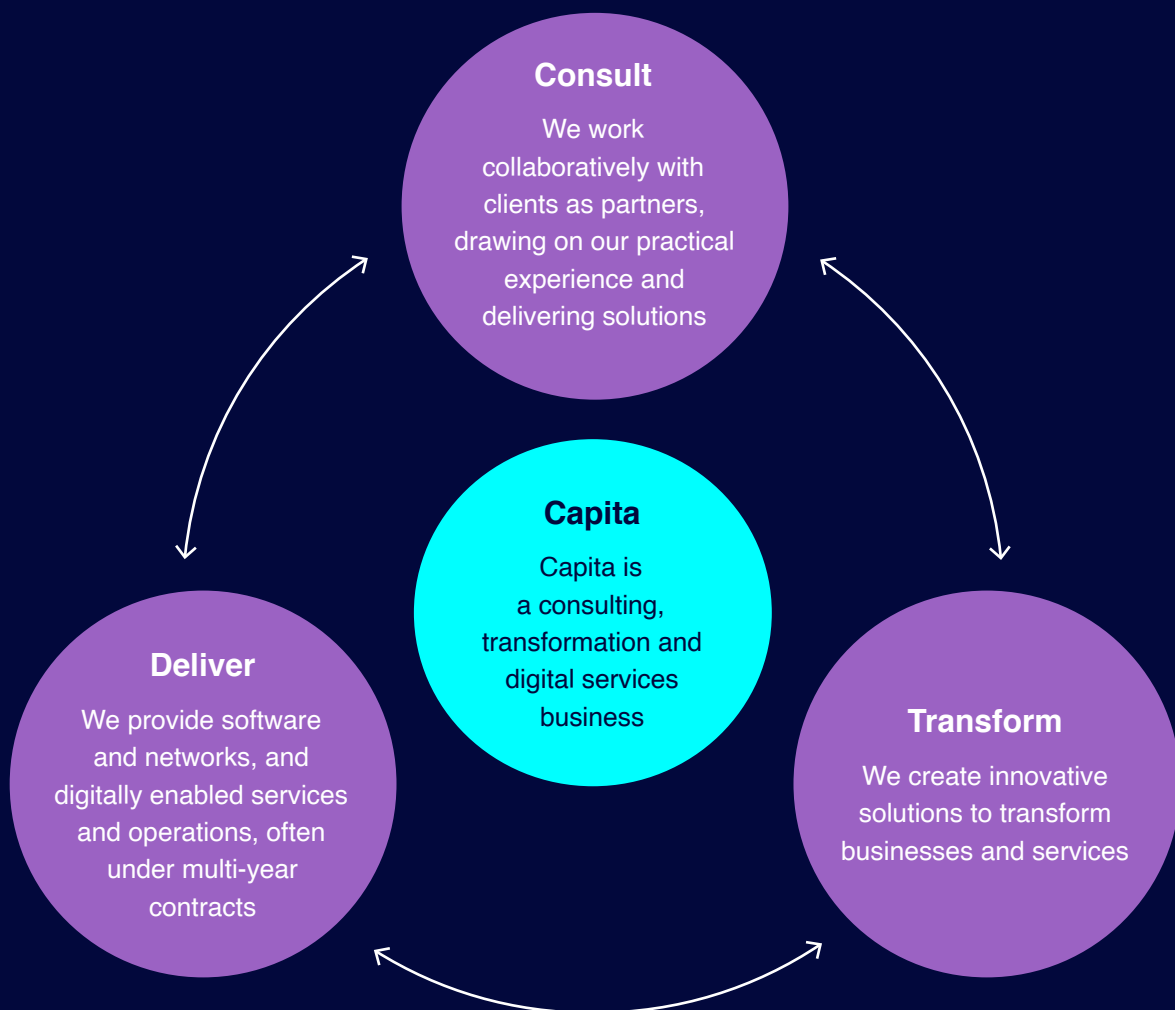 Consult
We work
collaboratively with
clients as partners,
drawing on our practical
experience and
delivering solutions
Capita
Capita is
a consulting,
transformation and
digital services
business
Deliver
We provide software
and networks, and
digitally enabled services
and operations, often
under multi-year
contracts
Transform
We create innovative
solutions to transform
businesses and services